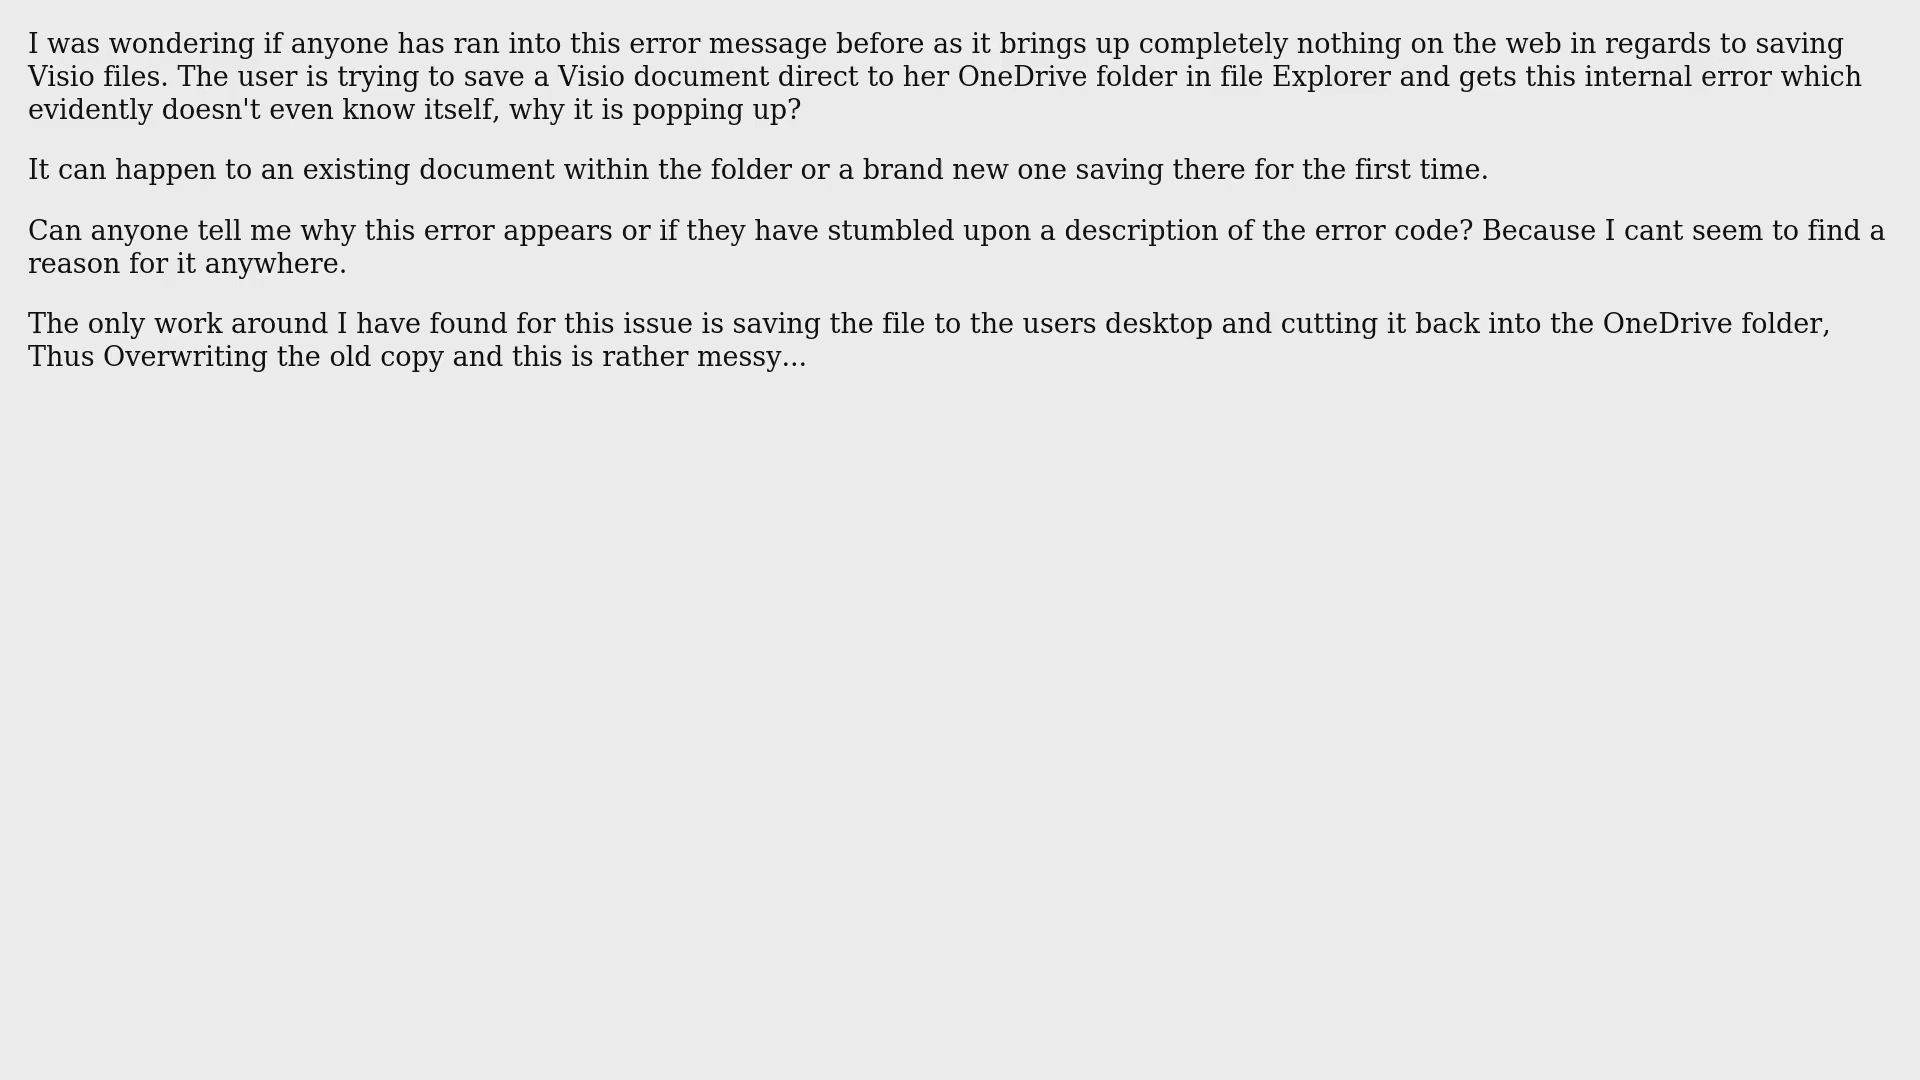 I was wondering if anyone has ran into this error message before as it brings up completely nothing on the web in regards to saving
Visio files. The user is trying to save a Visio document direct to her OneDrive folder in file Explorer and gets this internal error which
evidently doesn't even know itself, why it is popping up?
It can happen to an existing document within the folder or a brand new one saving there for the first time.
Can anyone tell me why this error appears or if they have stumbled upon a description of the error code? Because I cant seem to find a
reason for it anywhere.
The only work around I have found for this issue is saving the file to the users desktop and cutting it back into the OneDrive folder,
Thus Overwriting the old copy and this is rather messy...